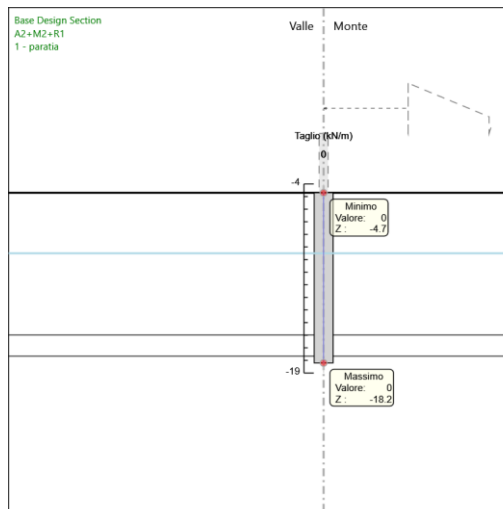 Base Design Section
A2+M2+R1
1 - paratia
Valle Monte
Taglio (kN/m)
0
-4
Minimo
Valore: 0
Z : -4.7
-19
Massimo
Valore: 0
Z : -18.2